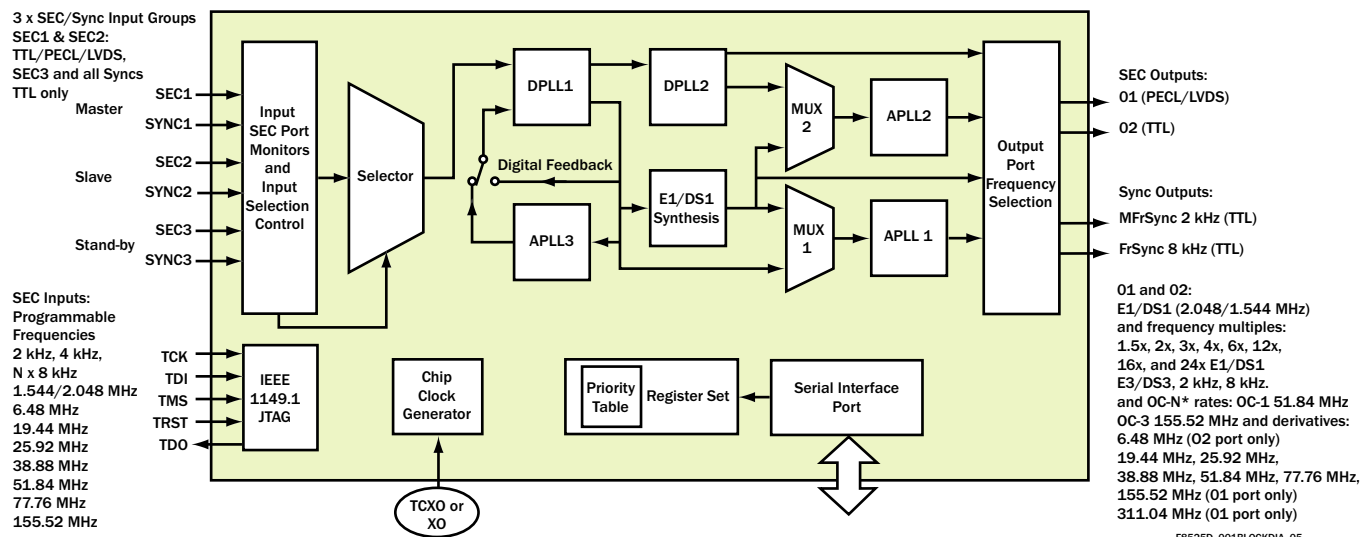 3 x SEC/Sync Input Groups
SEC1 & SEC2:
TTL/PECL/LVDS,
SEC3 and all Syncs
TTL only
Master
Slave
Stand-by
SEC1
SYNC1
SEC2
SYNC2
SEC3
SYNC3
SEC Inputs:
Programmable
Frequencies
2 kHz, 4 kHz,
N x 8 kHz
1.544/2.048 MHz
6.48 MHz
19.44 MHz
25.92 MHz
38.88 MHz
51.84 MHz
77.76 MHz
155.52 MHz
TCK
TDI
TMS
TRST
TDO
Input
SEC Port
Monitors
and
Input
Selection
Control
Selector
DPLL1
DPLL2
Digital Feedback
APLL3
E1/DS1
Synthesis
MUX
2
MUX
1
APLL2
APLL 1
Output
Port
Frequency
Selection
IEEE
1149.1
JTAG
Chip
Clock
Generator
TCXO or
XO
Priority
Table
Register Set
Serial Interface
Port
SEC Outputs:
01 (PECL/LVDS)
02 (TTL)
Sync Outputs:
MFrSync 2 kHz (TTL)
FrSync 8 kHz (TTL)
01 and 02:
E1/DS1 (2.048/1.544 MHz)
and frequency multiples:
1.5x, 2x, 3x, 4x, 6x, 12x,
16x, and 24x E1/DS1
E3/DS3, 2 kHz, 8 kHz.
and OC-N* rates: OC-1 51.84 MHz
OC-3 155.52 MHz and derivatives:
6.48 MHz (O2 port only)
19.44 MHz, 25.92 MHz,
38.88 MHz, 51.84 MHz, 77.76 MHz,
155.52 MHz (01 port only)
311.04 MHz (01 port only)